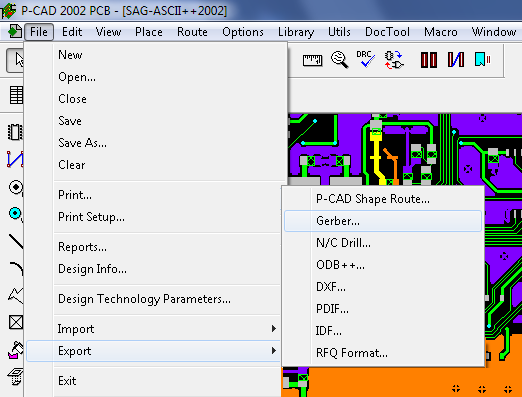 P-CAD 2002 PCB - [SAG-ASCII++2002]
File Edit View Place Route Options Library Utils DocTool Macro Window
DRC
New
Open...
Close
Save
Save As...
Clear
Print...
Print Setup...
Reports...
Design Info...
Design Technology Parameters...
Import
Export
Exit
P-CAD Shape Route...
Gerber...
N/C Drill...
ODB++...
DXF...
PDIF...
IDF...
RFQ Format...